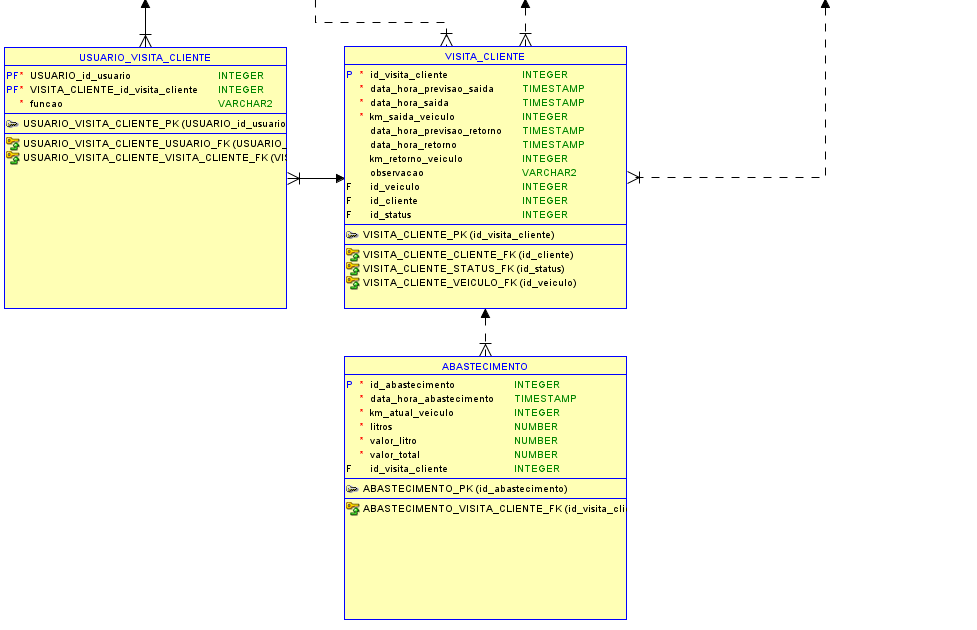 USUARIO_VISITA_CLIENTE
PF* USUARIO_id_usuario INTEGER
PF* VISITA_CLIENTE_id_visita_cliente INTEGER
* funcao VARCHAR2
USUARIO_VISITA_CLIENTE_PK (USUARIO_id_usuario
USUARIO_VISITA_CLIENTE_USUARIO_FK (USUARIO_
USUARIO_VISITA_CLIENTE_VISITA_CLIENTE_FK (VIS
VISITA_CLIENTE
P * id_visita_cliente INTEGER
* data_hora_previsao_saida TIMESTAMP
* data_hora_saida TIMESTAMP
* km_saida_veiculo INTEGER
data_hora_previsao_retorno TIMESTAMP
data_hora_retorno TIMESTAMP
km_retorno_veiculo INTEGER
observacao VARCHAR2
F id_veiculo INTEGER
F id_cliente INTEGER
F id_status INTEGER
VISITA_CLIENTE_PK (id_visita_cliente)
VISITA_CLIENTE_CLIENTE_FK (id_cliente)
VISITA_CLIENTE_STATUS_FK (id_status)
VISITA_CLIENTE_VEICULO_FK (id_veiculo)
ABASTECIMENTO
P * id_abastecimento INTEGER
* data_hora_abastecimento TIMESTAMP
* km_atual_veiculo INTEGER
* litros NUMBER
* valor_litro NUMBER
* valor_total NUMBER
F id_visita_cliente INTEGER
ABASTECIMENTO_PK (id_abastecimento)
ABASTECIMENTO_VISITA_CLIENTE_FK (id_visita_cli